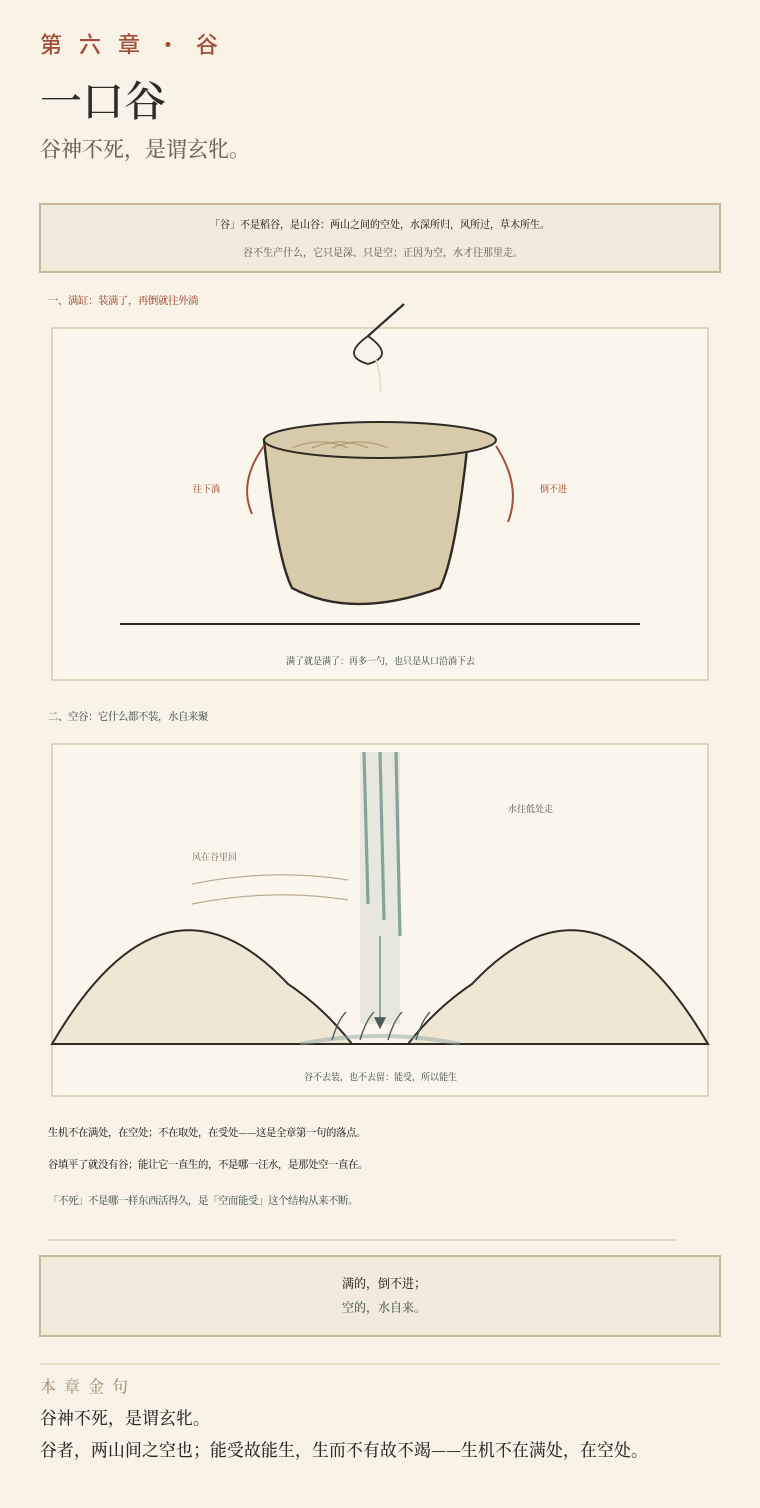 第六章·谷
一口谷
谷神不死，是谓玄牝。
「谷」不是稻谷，是山谷：两山之间的空处，水深所归，风所过，草木所生。
谷不生产什么，它只是深、只是空；正因为空，水才往那里走。
一、满缸：装满了，再倒就往外淌
往下淌
倒不进
满了就是满了：再多一勺，也只是从口沿淌下去
二、空谷：它什么都不装，水自来聚
水往低处走
风在谷里回
谷不去装，也不去留：能受，所以能生
生机不在满处，在空处；不在取处，在受处——这是全章第一句的落点。
谷填平了就没有谷；能让它一直生的，不是哪一汪水，是那处空一直在。
「不死」不是哪一样东西活得久，是「空而能受」这个结构从来不断。
满的，倒不进；
空的，水自来。
本章金句
谷神不死，是谓玄牝。
谷者，两山间之空也；能受故能生，生而不有故不竭——生机不在满处，在空处。